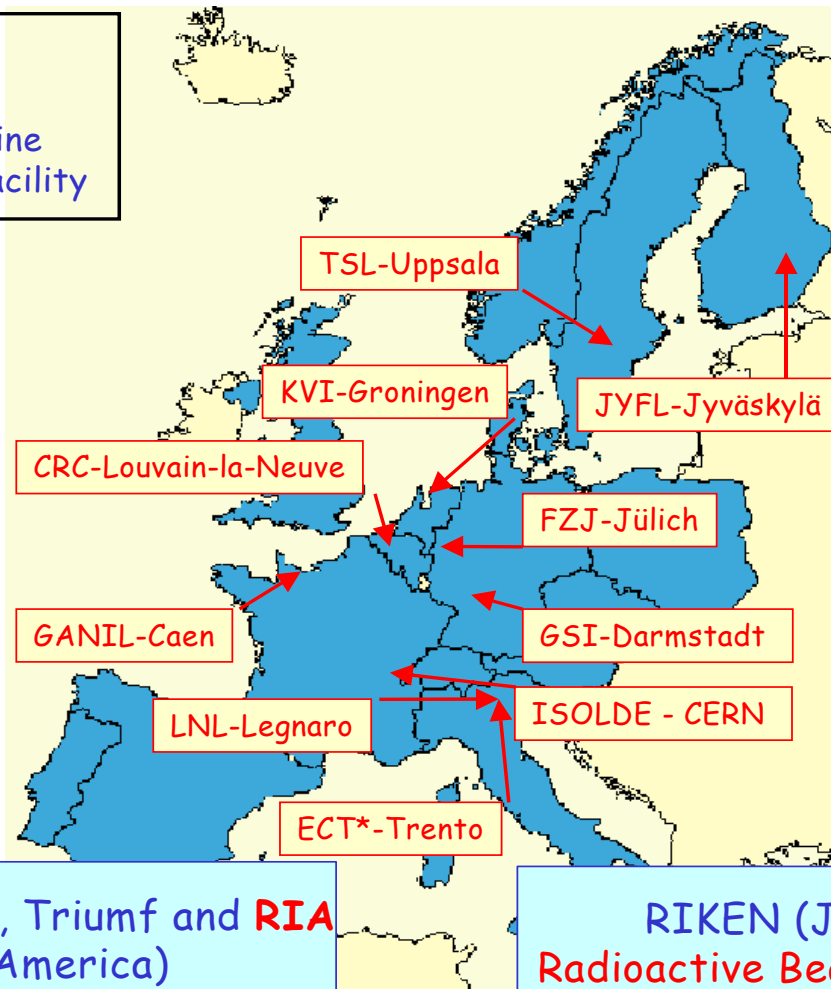 ine
acility
TSL-Uppsala
KVI-Groningen
JYFL-Jyväskylä
CRC-Louvain-la-Neuve
FZJ-Jülich
GANIL-Caen
GSI-Darmstadt
LNL-Legnaro
ISOLDE - CERN
ECT*-Trento
, Triumf and RIA
America)
RIKEN (J
Radioactive Bea